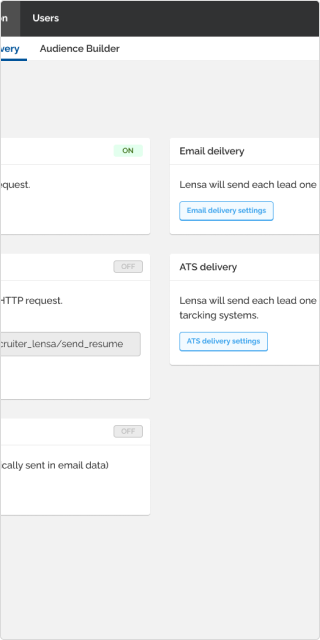 on Users
very Audience Builder
ON
equest.
OFF
HTTP request.
cruiter_lensa/send_resume
OFF
ically sent in email data)
Email deilvery
Lensa will send each lead one
Email delivery settings
ATS delivery
Lensa will send each lead one
tarcking systems.
ATS delivery settings